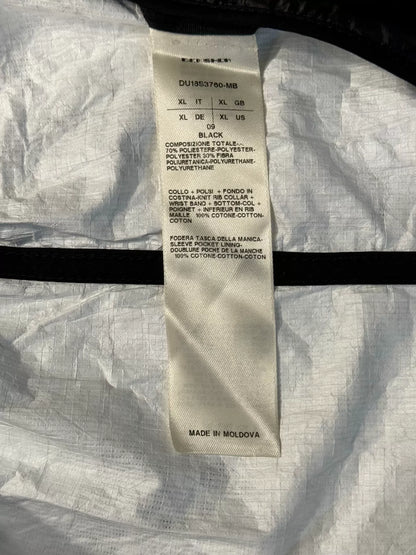 DU18S3760-MB
XL IT XL GB
XL DE XL US
09
BLACK
COMPOSIZIONE TOTALE-.-
70% POLIESTERE-POLYESTER-
POLYESTER 30% FIBRA
POLIURETANICA-POLYURETHANE-
POLYURETHANE
COLLO + POLSI + FONDO IN
COSTINA-KNIT RIB COLLAR +
WRIST BAND + BOTTOM-COL +
POIGNET + INFERIEUR EN RIB
MAILLE 100% COTONE-COTTON-
COTON
FODERA TASCA DELLA MANICA-
SLEEVE POCKET LINING-
DOUBLURE POCHE DE LA MANCHE
100% COTONE-COTTON-COTON
MADE IN MOLDOVA